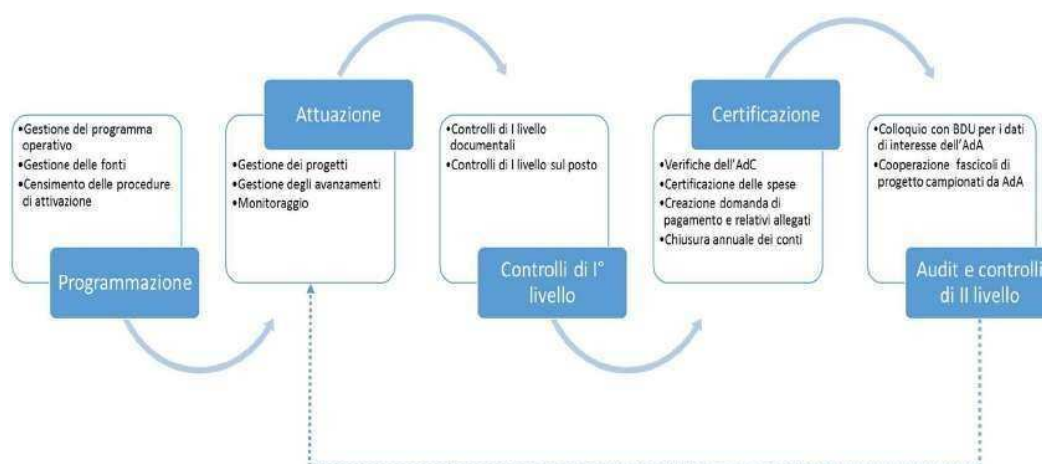 •Gestione del programma
operativo
•Gestione delle fonti
•Censimento delle procedure
di attivazione
Programmazione
Attuazione
•Gestione dei progetti
•Gestione degli avanzamenti
•Monitoraggio
•Controlli di I livello
documentali
•Controlli di I livello sul posto
Controlli di I°
livello
Certificazione
•Verifiche dell'AdC
•Certificazione delle spese
•Creazione domanda di
pagamento e relativi allegati
•Chiusura annuale dei conti
•Colloquio con BDU per i dati
di interesse dell'AdA
•Cooperazione fascicoli di
progetto campionati da AdA
Audit e controlli
di II livello